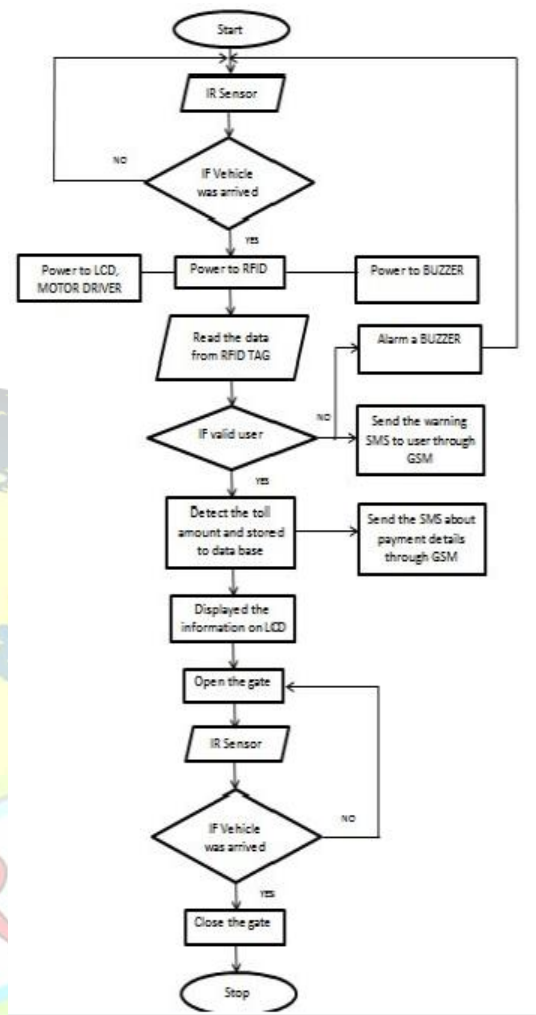 Start
IR Sensor
NO
IF Vehicle
was arrived
YES
Power to LCD,
MOTOR DRIVER
Power to RFID
Power to BUZZER
Read the data
from RFID TAG
Alarm a BUZZER
NO
IF valid user
Send the warning
SMS to user through
GSM
YES
Detect the toll
amount and stored
to data base
Send the SMS about
payment details
through GSM
Displayed the
information on LCD
Open the gate
IR Sensor
IF Vehicle
was arrived
NO
YES
Close the gate
Stop